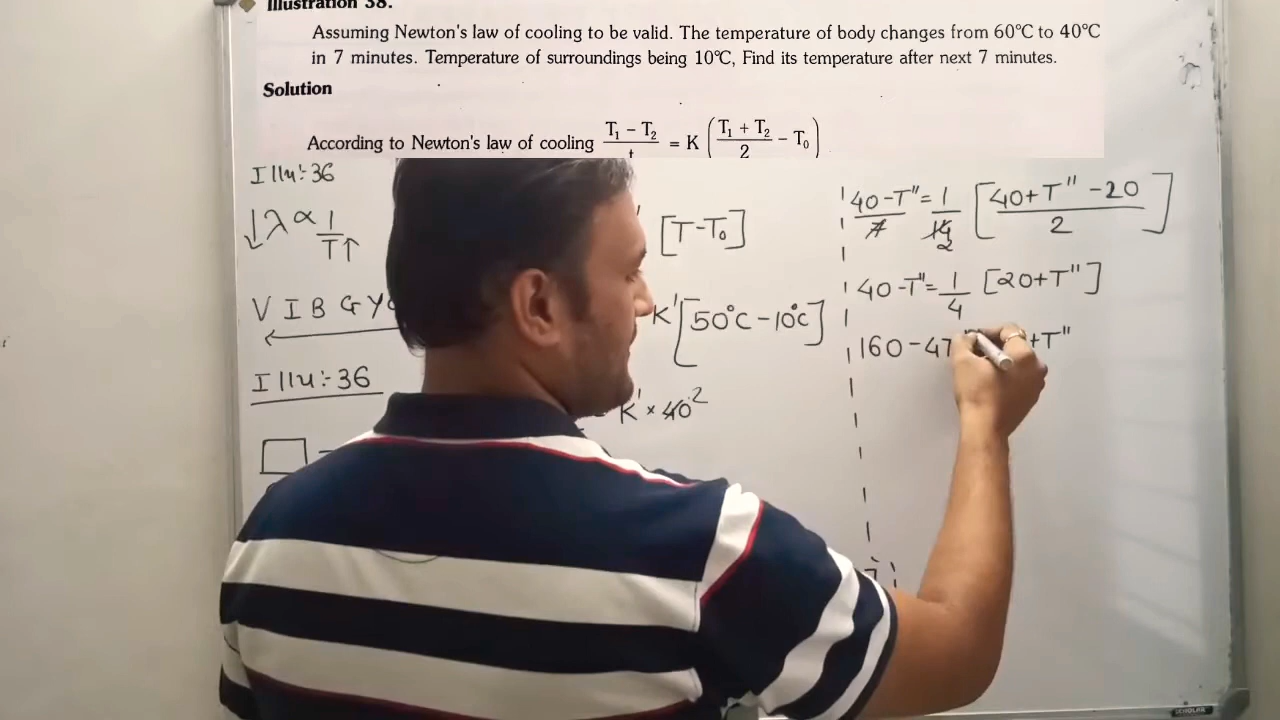 Illustration 38.
Assuming Newton's law of cooling to be valid. The temperature of body changes from 60°C to 40°C
in 7 minutes. Temperature of surroundings being 10°C, Find its temperature after next 7 minutes.
Solution
According to Newton's law of cooling (T₁ − T₂)/t = K ((T₁ + T₂)/2 − T₀)
Illu:- 36
↓λ ∝ 1/T↑
V I B G Y
Illu:- 36
[T-T₀]
K'[50°C-10°C]
K' × 40²
(40-T'')/7 = 1/14 2 [(40+T''-20)/2]
40-T''= 1/4 [20+T'']
160-4T +T''